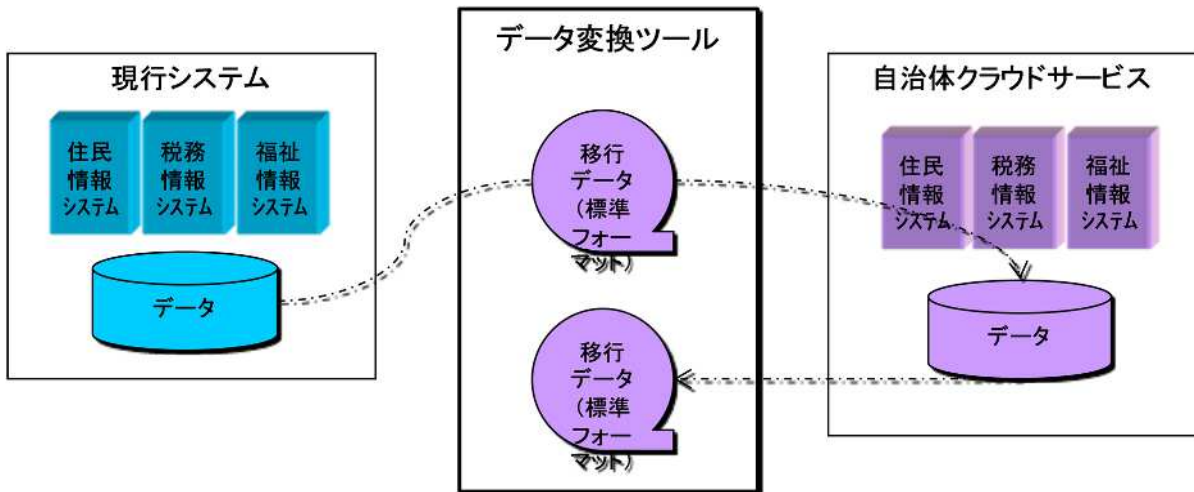 データ変換ツール
現行システム
住民
情報
システム
税務
情報
システム
福祉
情報
システム
データ
移行
データ
（標準
フォー
マット）
移行
データ
（標準
フォー
マット）
自治体クラウドサービス
住民
情報
システム
税務
情報
システム
福祉
情報
システム
データ